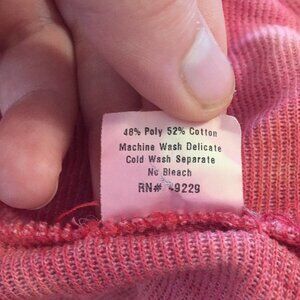 48% Poly 52% Cotton
Machine Wash Delicate
Cold Wash Separate
No Bleach
RN#